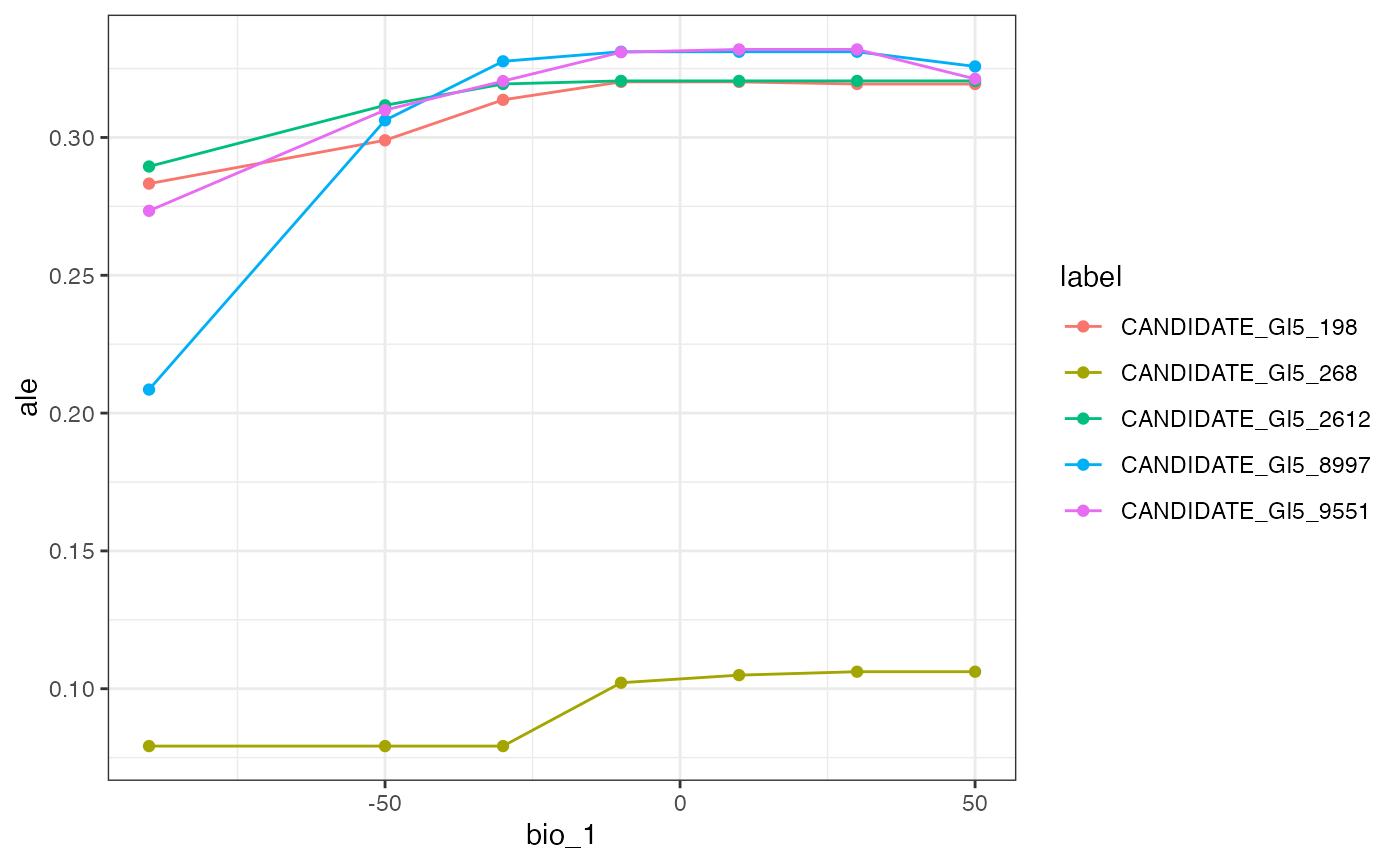 ale
0.30
0.25
0.20
0.15
0.10
-50
0
50
bio_1
label
CANDIDATE_GI5_198
CANDIDATE_GI5_268
CANDIDATE_GI5_2612
CANDIDATE_GI5_8997
CANDIDATE_GI5_9551